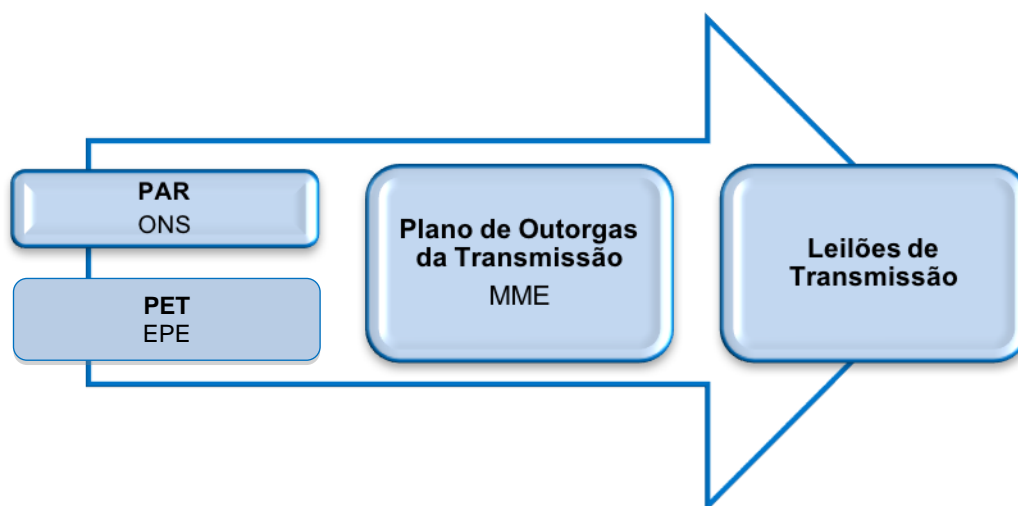 PAR
ONS
PET
EPE
Plano de Outorgas
da Transmissão
MME
Leilões de
Transmissão